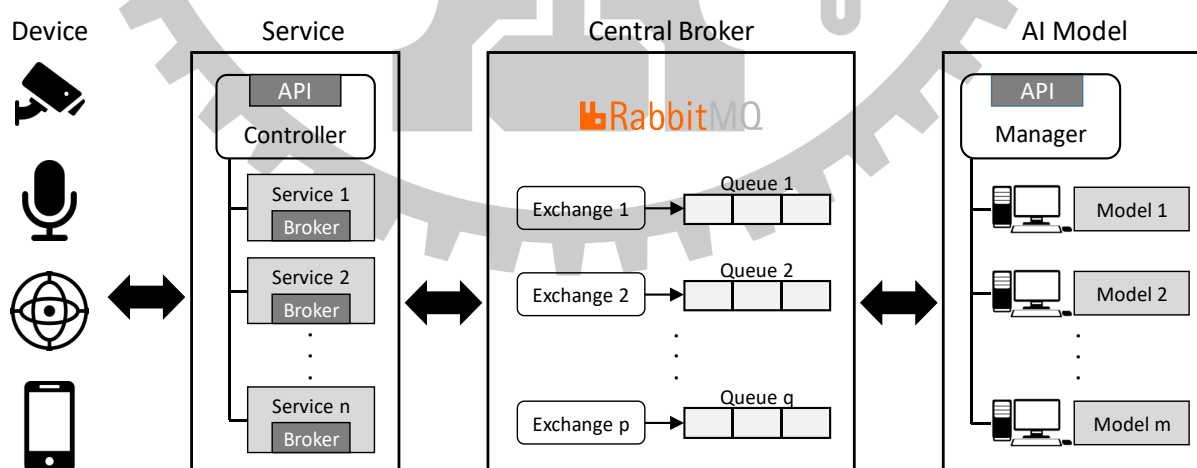 Device
Service
Central Broker
AI Model
API
Controller
Service 1
Broker
Service 2
Broker
.
.
.
Service n
Broker
RabbitMQ
Exchange 1
Queue 1
Exchange 2
Queue 2
.
.
.
Exchange p
Queue q
API
Manager
Model 1
Model 2
.
.
.
Model m